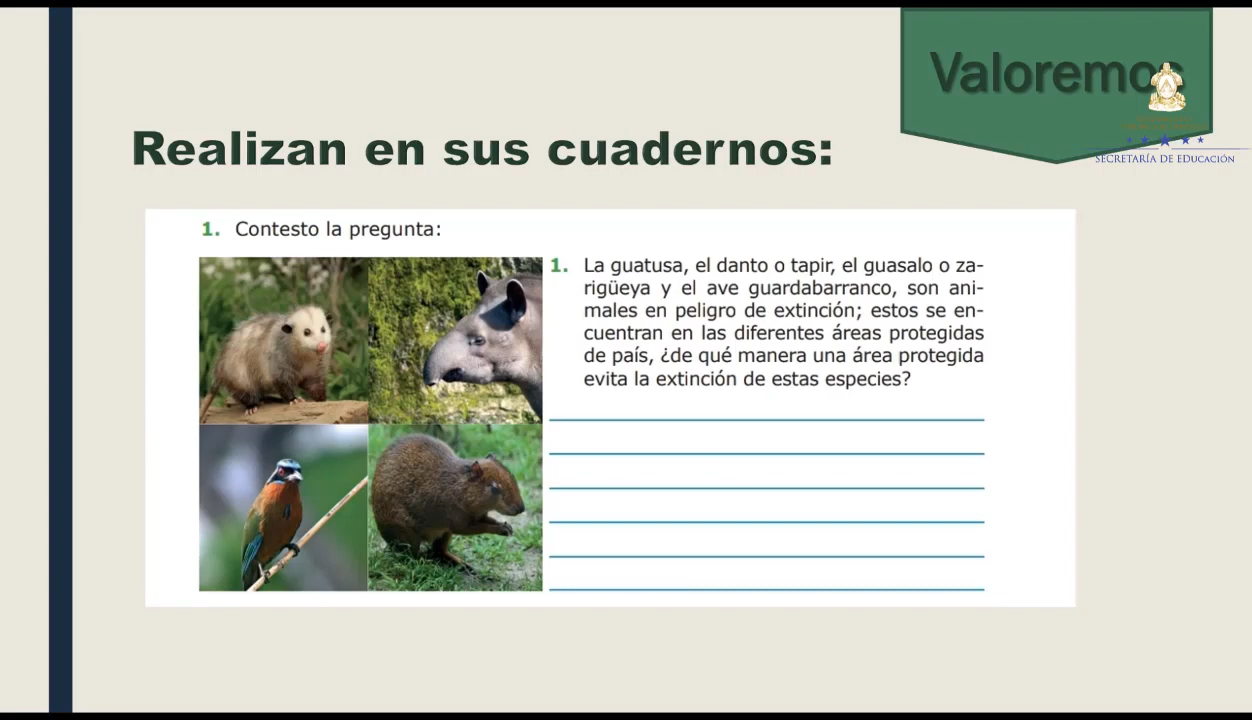 Valoremos
SECRETARÍA DE EDUCACIÓN
Realizan en sus cuadernos:
1. Contesto la pregunta:
1. La guatusa, el danto o tapir, el guasalo o za-
rigüeya y el ave guardabarranco, son ani-
males en peligro de extinción; estos se en-
cuentran en las diferentes áreas protegidas
de país, ¿de qué manera una área protegida
evita la extinción de estas especies?